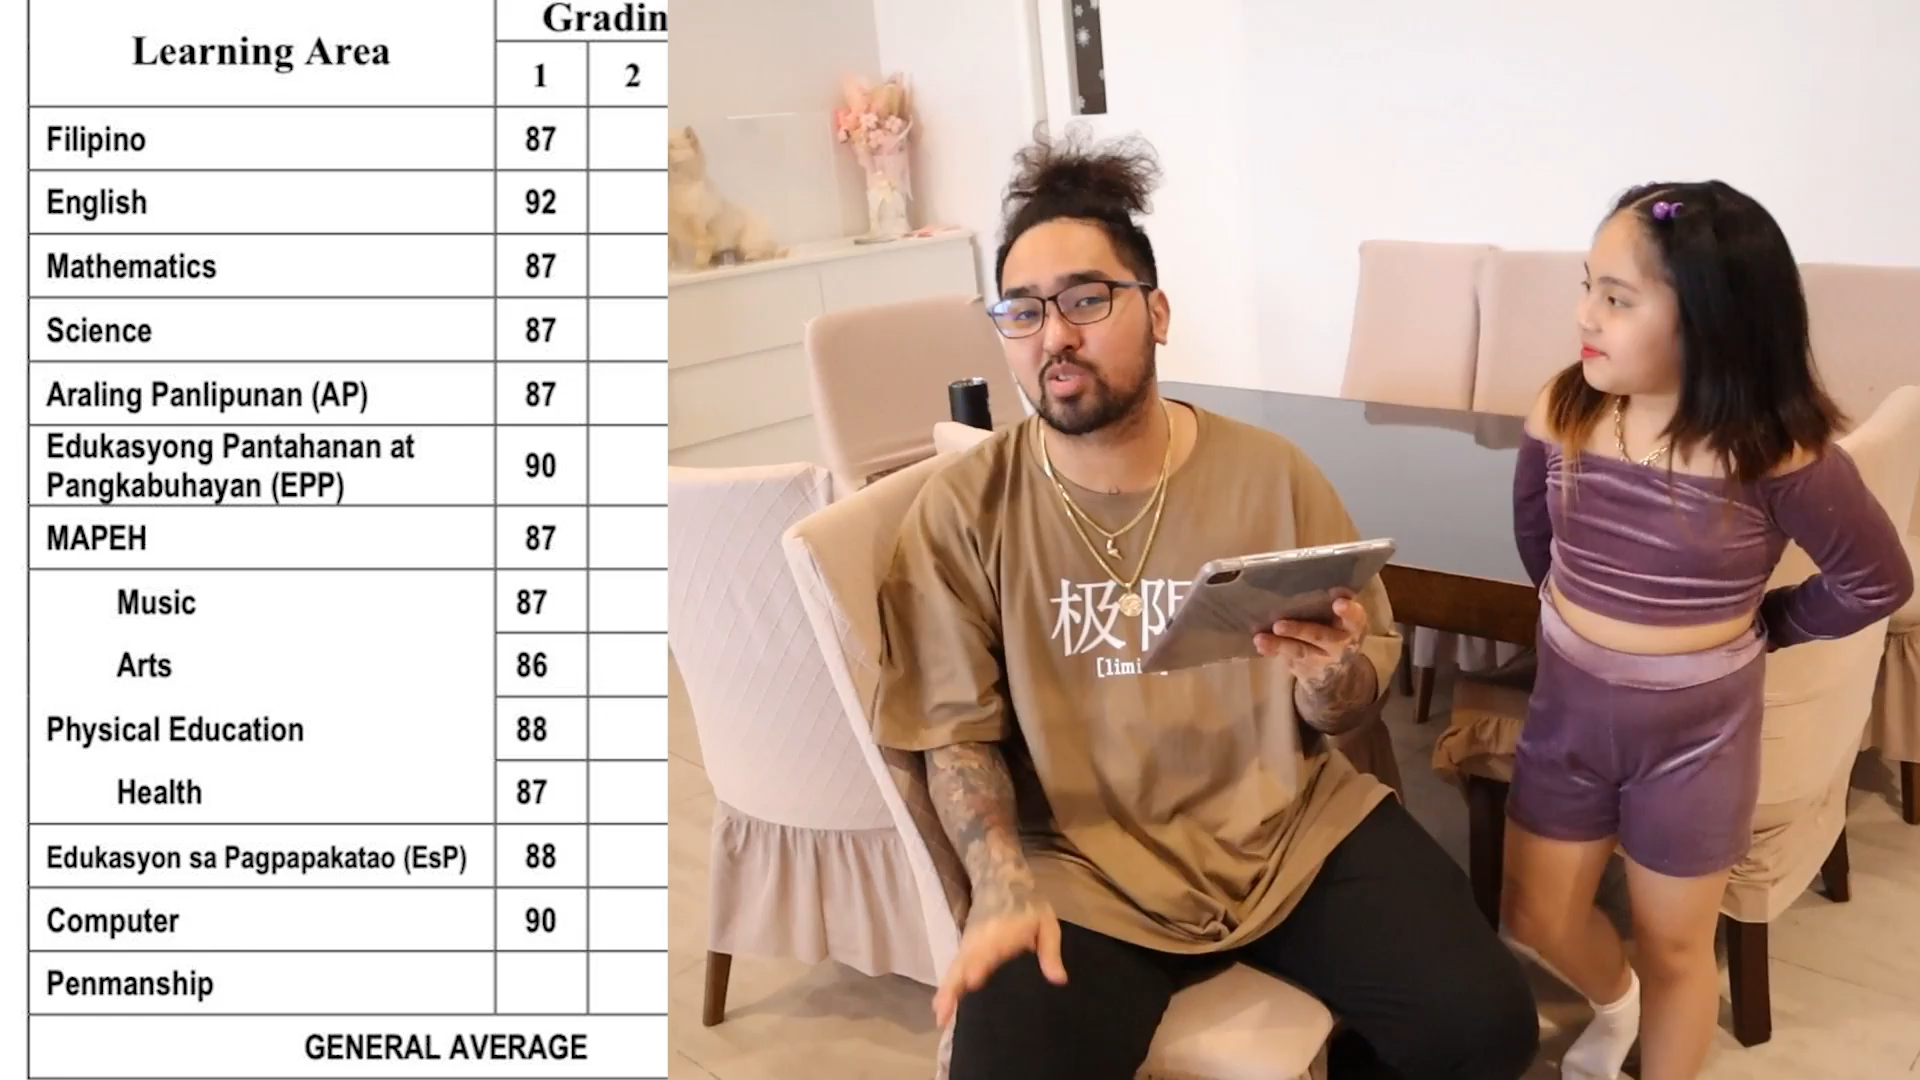 Learning Area
Gradin
1 2
Filipino 87
English 92
Mathematics 87
Science 87
Araling Panlipunan (AP) 87
Edukasyong Pantahanan at
Pangkabuhayan (EPP) 90
MAPEH 87
Music 87
Arts 86
Physical Education 88
Health 87
Edukasyon sa Pagpapakatao (EsP) 88
Computer 90
Penmanship
GENERAL AVERAGE
极限
[limi